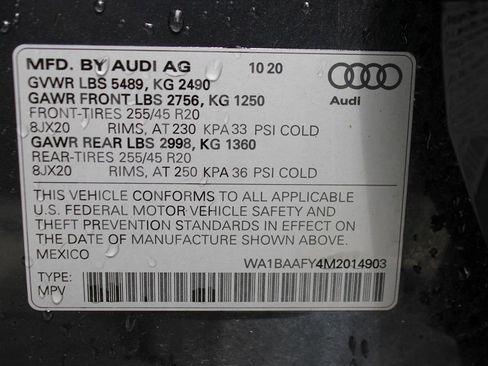 MFD. BY AUDI AG 10 20
GVWR LBS 5489, KG 2490
GAWR FRONT LBS 2756, KG 1250
FRONT-TIRES 255/45 R20
8JX20 RIMS, AT 230 KPA 33 PSI COLD
GAWR REAR LBS 2998, KG 1360
REAR-TIRES 255/45 R20
8JX20 RIMS, AT 250 KPA 36 PSI COLD
Audi
THIS VEHICLE CONFORMS TO ALL APPLICABLE
U.S. FEDERAL MOTOR VEHICLE SAFETY AND
THEFT PREVENTION STANDARDS IN EFFECT ON
THE DATE OF MANUFACTURE SHOWN ABOVE.
MEXICO WA1BAAFY4M2014903
TYPE:
MPV